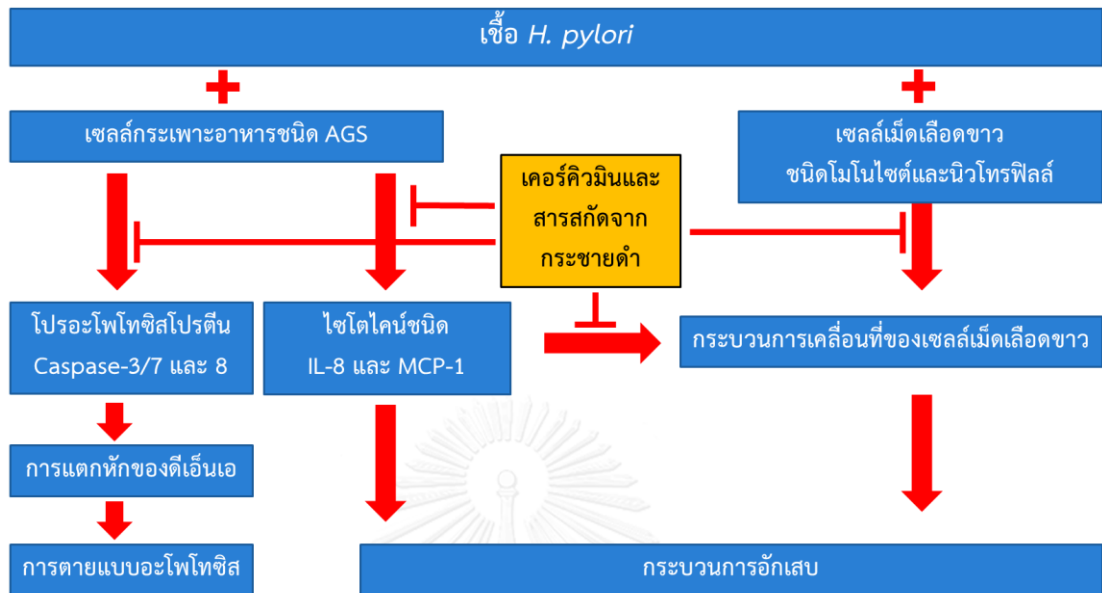 เชื้อ H. pylori
เซลล์กระเพาะอาหารชนิด AGS
เซลล์เม็ดเลือดขาว
ชนิดโมโนไซต์และนิวโทรฟิลล์
เคอร์คิวมินและ
สารสกัดจาก
กระชายดำ
โปรอะโพโทซิสโปรตีน
Caspase-3/7 และ 8
ไซโตไคน์ชนิด
IL-8 และ MCP-1
กระบวนการเคลื่อนที่ของเซลล์เม็ดเลือดขาว
การแตกหักของดีเอ็นเอ
การตายแบบอะโพโทซิส
กระบวนการอักเสบ